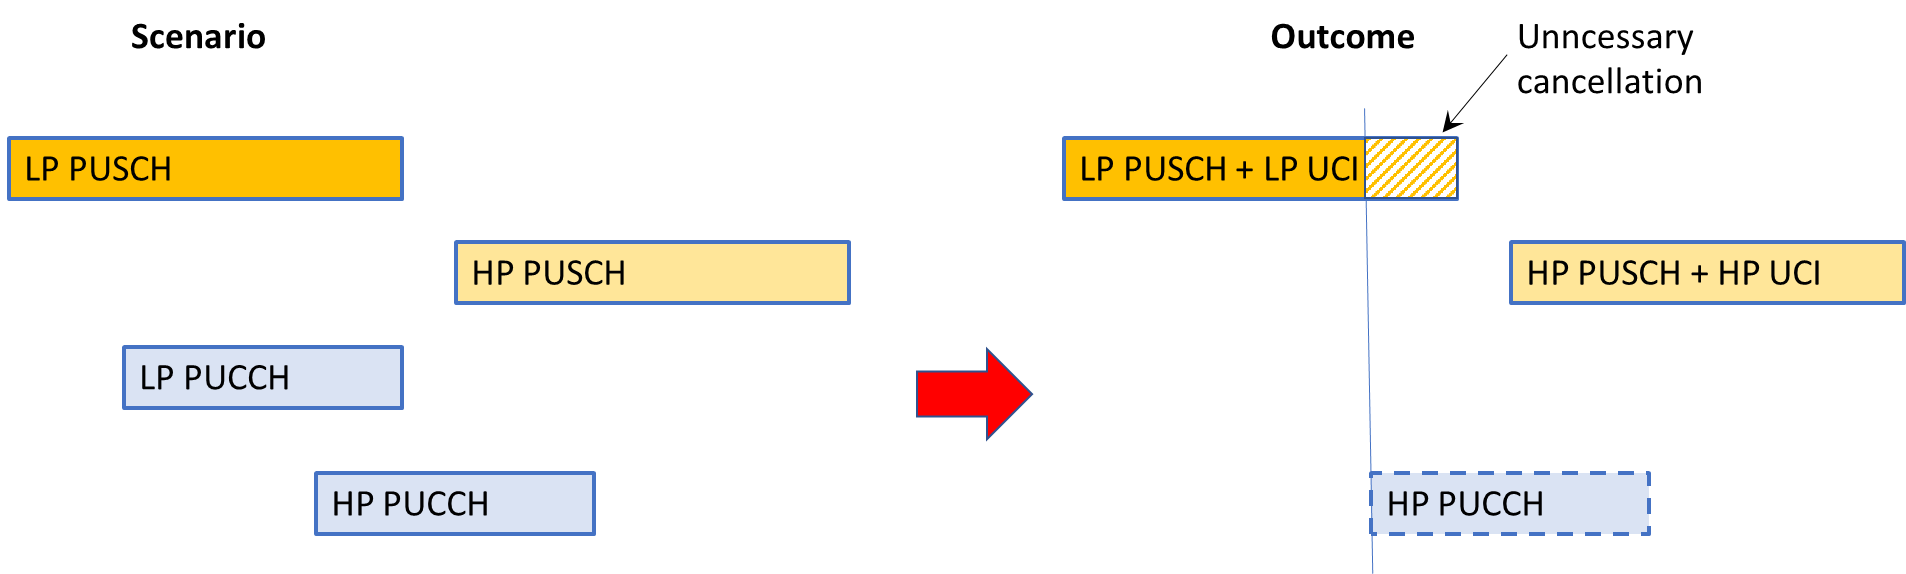 Scenario
Outcome
Unncessary
cancellation
LP PUSCH
LP PUSCH + LP UCI
HP PUSCH
HP PUSCH + HP UCI
LP PUCCH
HP PUCCH
HP PUCCH